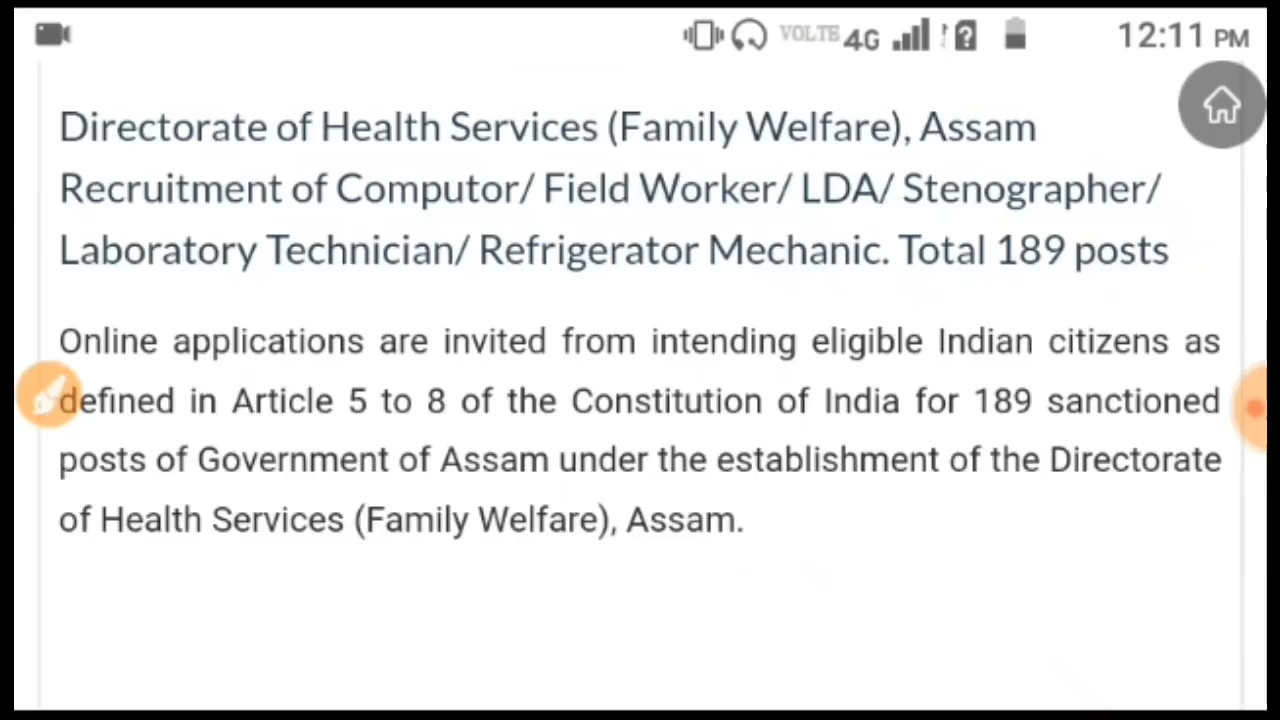 VOLTE 4G 12:11 PM
Directorate of Health Services (Family Welfare), Assam
Recruitment of Computor/ Field Worker/ LDA/ Stenographer/
Laboratory Technician/ Refrigerator Mechanic. Total 189 posts
Online applications are invited from intending eligible Indian citizens as
defined in Article 5 to 8 of the Constitution of India for 189 sanctioned
posts of Government of Assam under the establishment of the Directorate
of Health Services (Family Welfare), Assam.